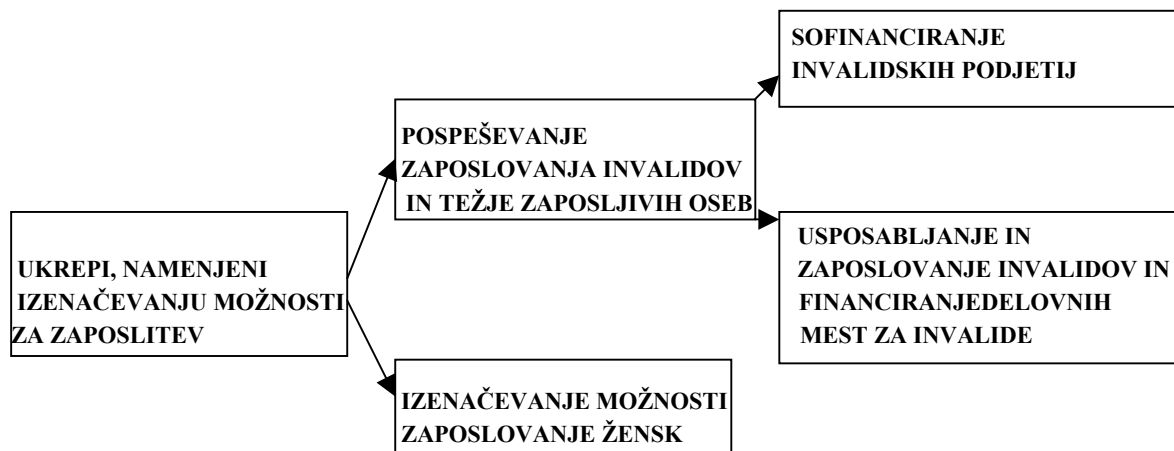 UKREPI, NAMENJENI
IZENAČEVANJU MOŽNOSTI
ZA ZAPOSLITEV
POSPEŠEVANJE
ZAPOSLOVANJA INVALIDOV
IN TEŽJE ZAPOSLJIVIH OSEB
IZENAČEVANJE MOŽNOSTI
ZAPOSLOVANJE ŽENSK
SOFINANCIRANJE
INVALIDSKIH PODJETIJ
USPOSABLJANJE IN
ZAPOSLOVANJE INVALIDOV IN
FINANCIRANJEDELOVNIH
MEST ZA INVALIDE